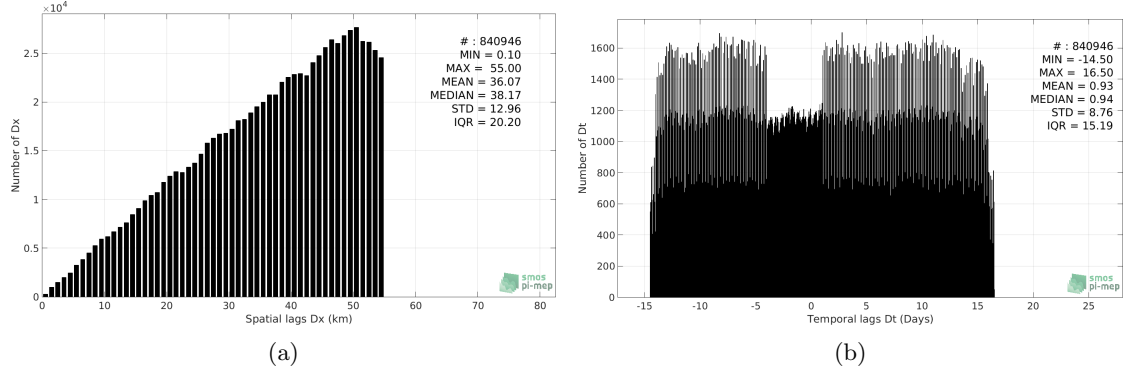 ×10⁴
2.5
2
1.5
1
0.5
0
0 10 20 30 40 50 60 70 80
Number of Dx
Spatial lags Dx (km)
# : 840946
MIN = 0.10
MAX = 55.00
MEAN = 36.07
MEDIAN = 38.17
STD = 12.96
IQR = 20.20
smos
pi-mep
(a)
1600
1400
1200
1000
800
600
400
200
0
-15 -10 -5 0 5 10 15 20 25
Number of Dt
Temporal lags Dt (Days)
# : 840946
MIN = -14.50
MAX = 16.50
MEAN = 0.93
MEDIAN = 0.94
STD = 8.76
IQR = 15.19
smos
pi-mep
(b)